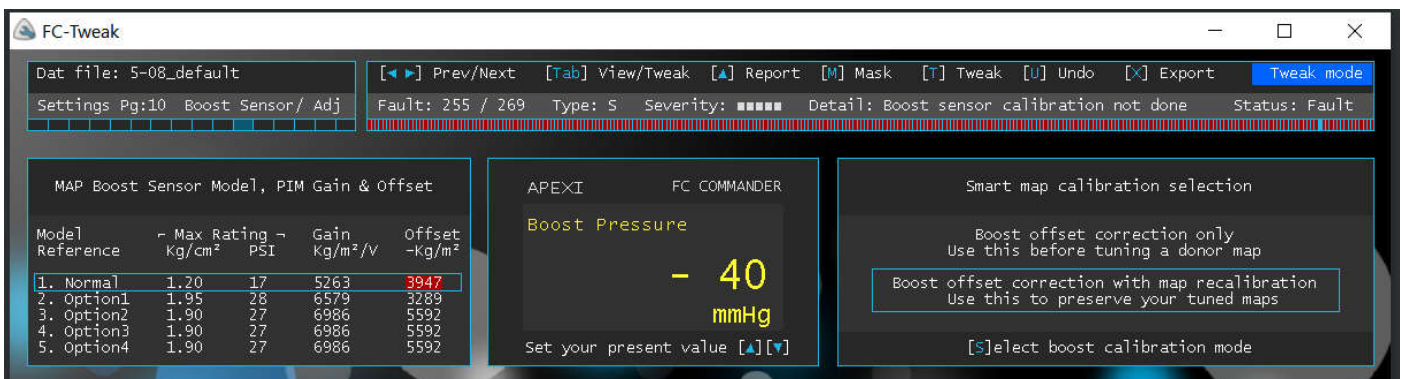 FC-Tweak
Dat file: 5-08_default
[◄ ►] Prev/Next [Tab] View/Tweak [▲] Report [M] Mask [T] Tweak [U] Undo [X] Export Tweak mode
Settings Pg:10 Boost Sensor/ Adj
Fault: 255 / 269 Type: S Severity: ■■■■■ Detail: Boost sensor calibration not done Status: Fault
MAP Boost Sensor Model, PIM Gain & Offset
Model ⌐ Max Rating ¬ Gain Offset
Reference Kg/cm² PSI Kg/m²/V -Kg/m²
1. Normal 1.20 17 5263 3947
2. Option1 1.95 28 6579 3289
3. Option2 1.90 27 6986 5592
4. Option3 1.90 27 6986 5592
5. Option4 1.90 27 6986 5592
APEXI FC COMMANDER
Boost Pressure
- 40
mmHg
Set your present value [▲][▼]
Smart map calibration selection
Boost offset correction only
Use this before tuning a donor map
Boost offset correction with map recalibration
Use this to preserve your tuned maps
[S]elect boost calibration mode